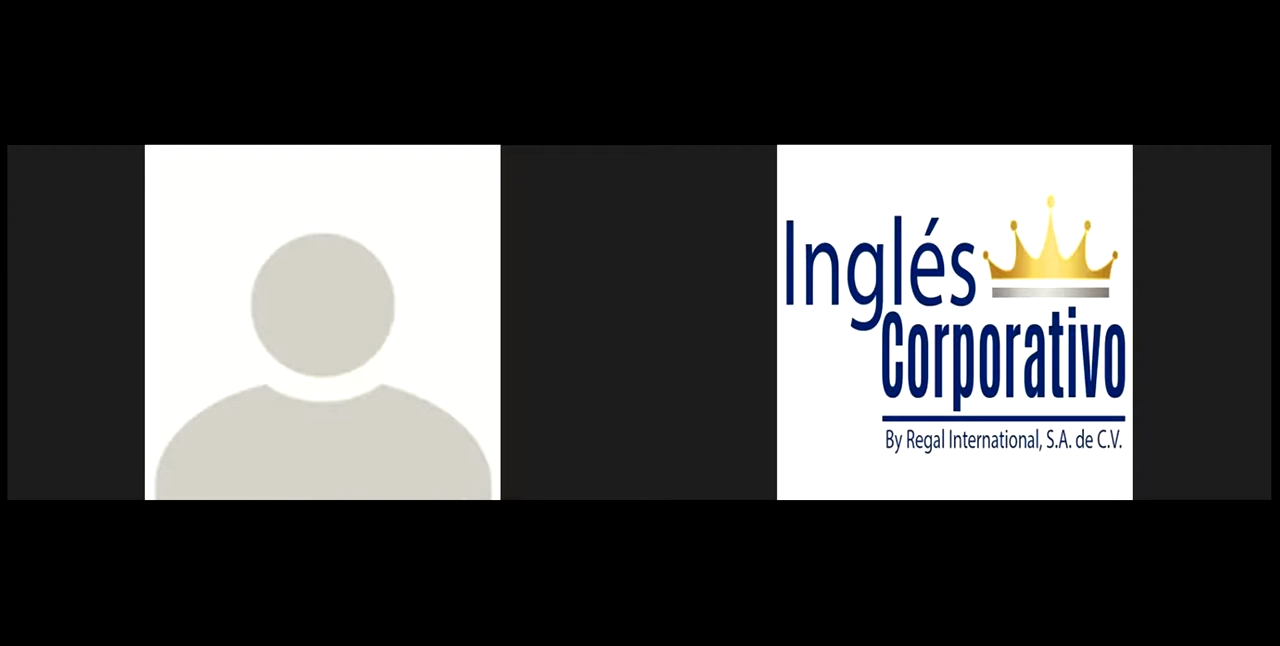 Inglés
Corporativo
By Regal International, S.A. de C.V.